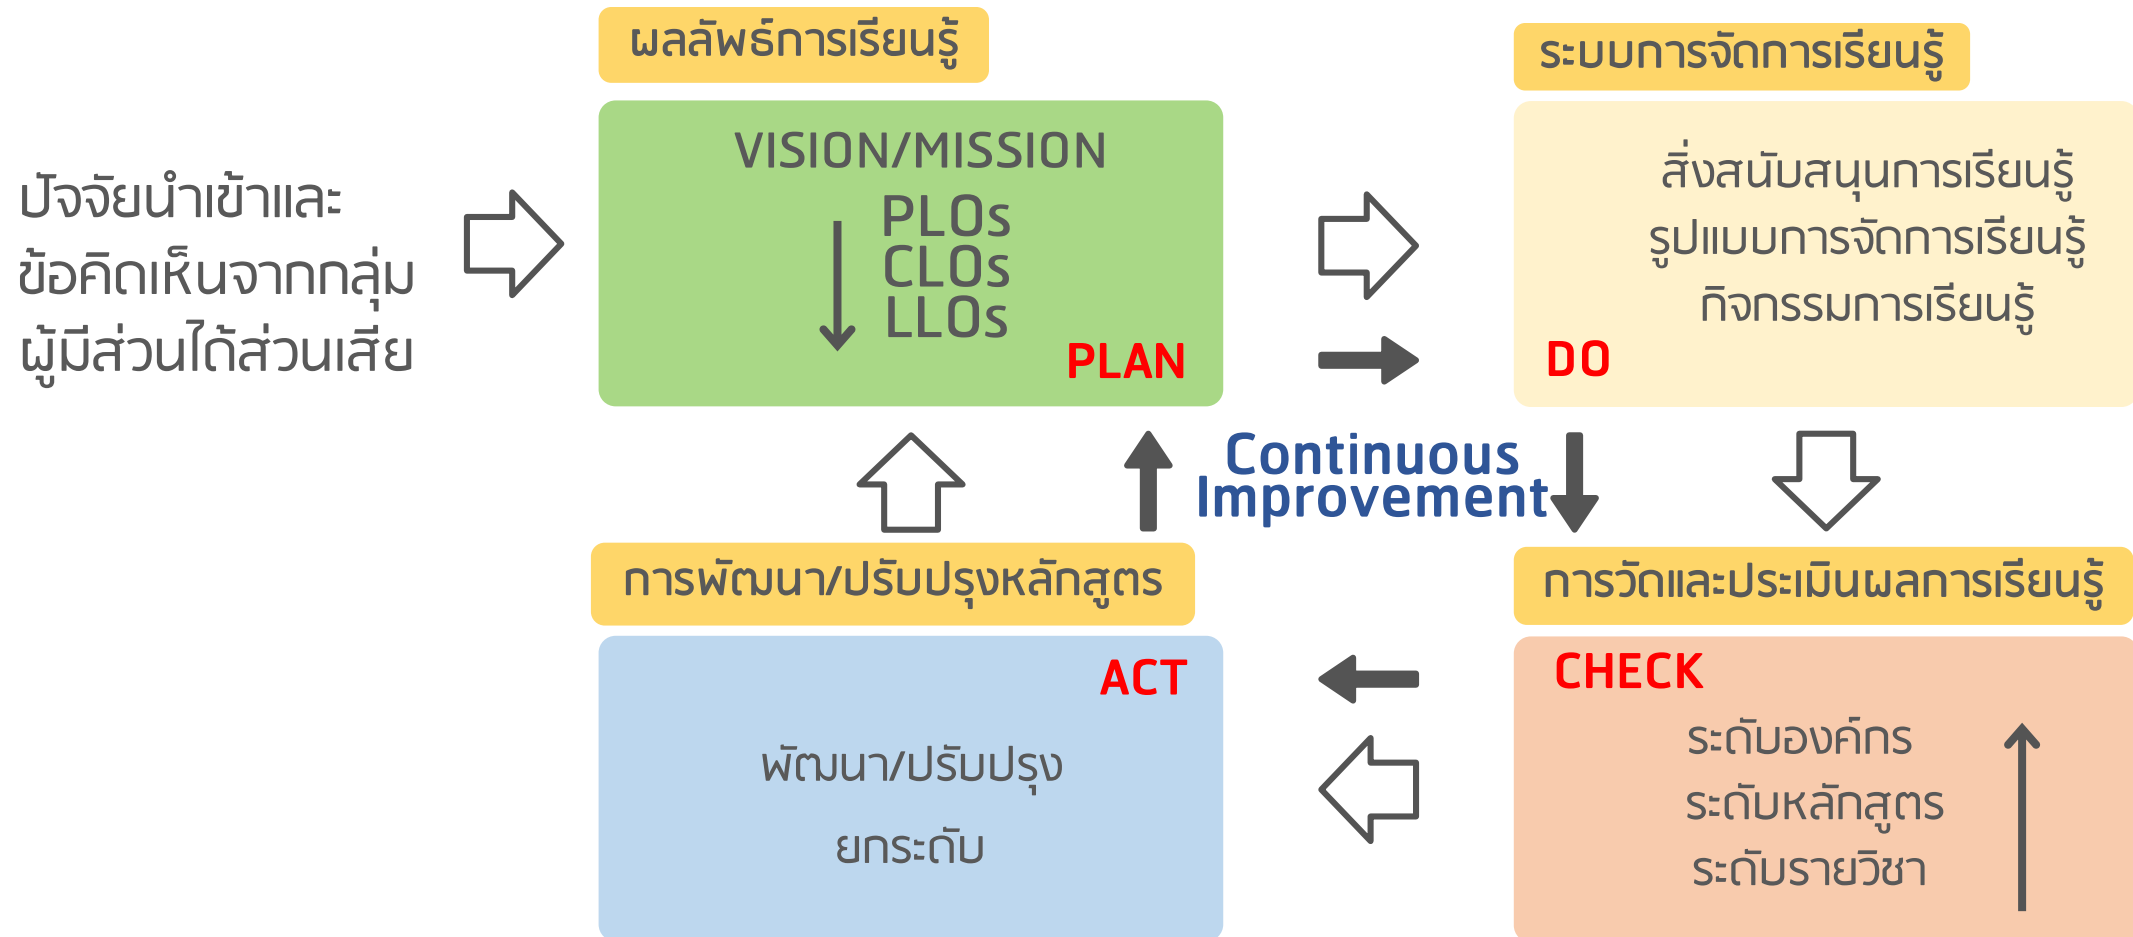 ปัจจัยนำเข้าและ
ข้อคิดเห็นจากกลุ่ม
ผู้มีส่วนได้ส่วนเสีย
ผลลัพธ์การเรียนรู้
VISION/MISSION
PLOs
CLOs
LLOs
PLAN
ระบบการจัดการเรียนรู้
สิ่งสนับสนุนการเรียนรู้
รูปแบบการจัดการเรียนรู้
กิจกรรมการเรียนรู้
DO
Continuous
Improvement
การวัดและประเมินผลการเรียนรู้
CHECK
ระดับองค์กร
ระดับหลักสูตร
ระดับรายวิชา
การพัฒนา/ปรับปรุงหลักสูตร
ACT
พัฒนา/ปรับปรุง
ยกระดับ